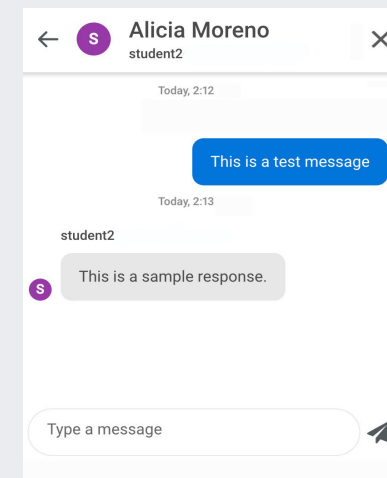 S
Alicia Moreno
student2
Today, 2:12
This is a test message
Today, 2:13
student2
S
This is a sample response.
Type a message